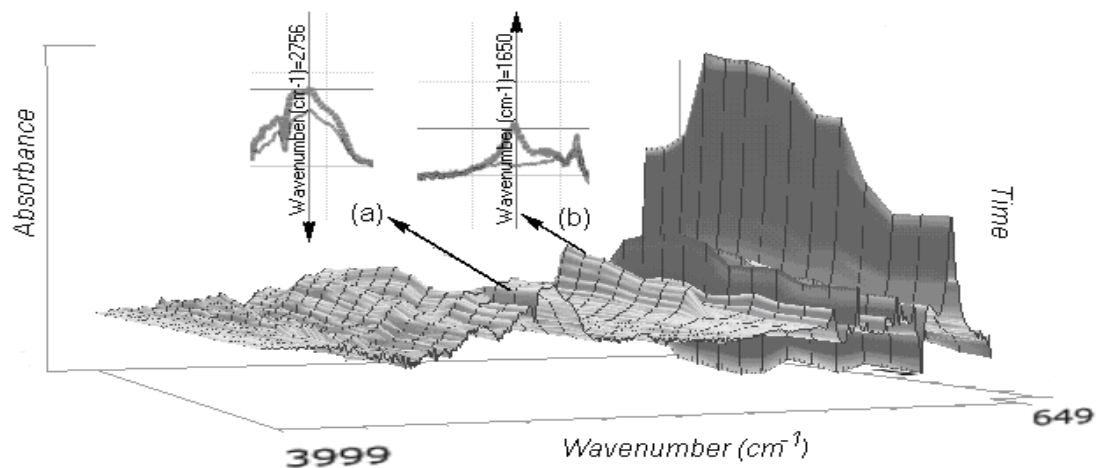 Wavenumber (cm-1)=2756
Wavenumber (cm-1)=1650
Absorbance
(a)
(b)
Time
649
3999
Wavenumber (cm⁻¹)